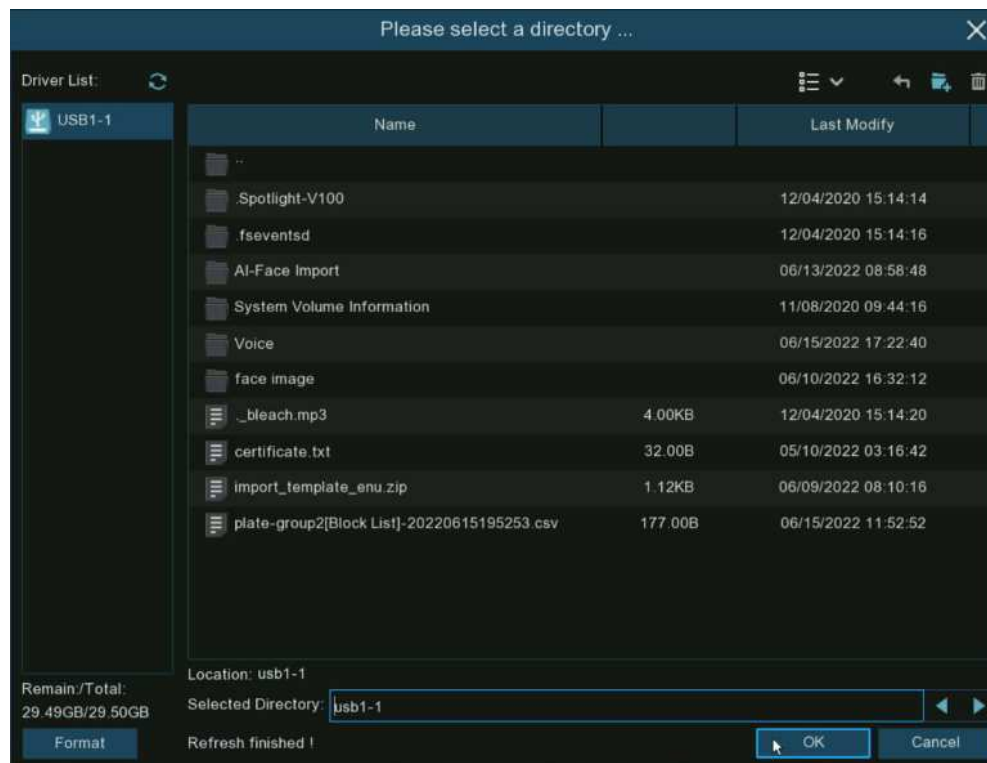 Please select a directory ...
Driver List:
USB1-1
Name Last Modify
..
.Spotlight-V100 12/04/2020 15:14:14
.fseventsd 12/04/2020 15:14:16
AI-Face Import 06/13/2022 08:58:48
System Volume Information 11/08/2020 09:44:16
Voice 06/15/2022 17:22:40
face image 06/10/2022 16:32:12
._bleach.mp3 4.00KB 12/04/2020 15:14:20
certificate.txt 32.00B 05/10/2022 03:16:42
import_template_enu.zip 1.12KB 06/09/2022 08:10:16
plate-group2[Block List]-20220615195253.csv 177.00B 06/15/2022 11:52:52
Location: usb1-1
Remain:/Total:
29.49GB/29.50GB
Selected Directory: usb1-1
Format Refresh finished ! OK Cancel